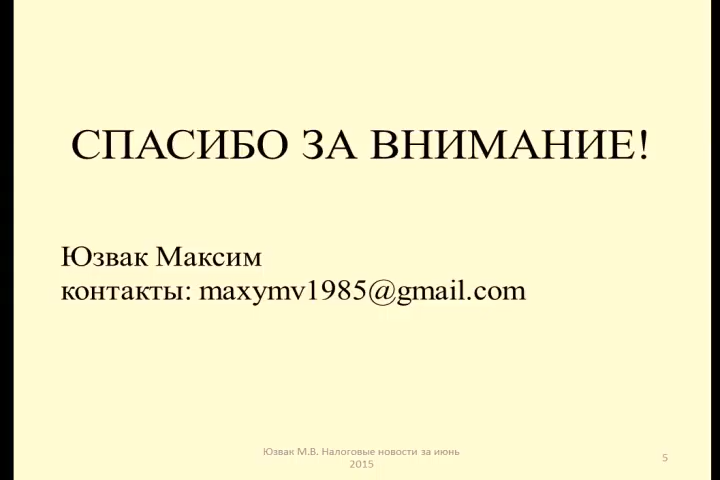 СПАСИБО ЗА ВНИМАНИЕ!
Юзвак Максим
контакты: maxymv1985@gmail.com
Юзвак М.В. Налоговые новости за июнь
2015
5